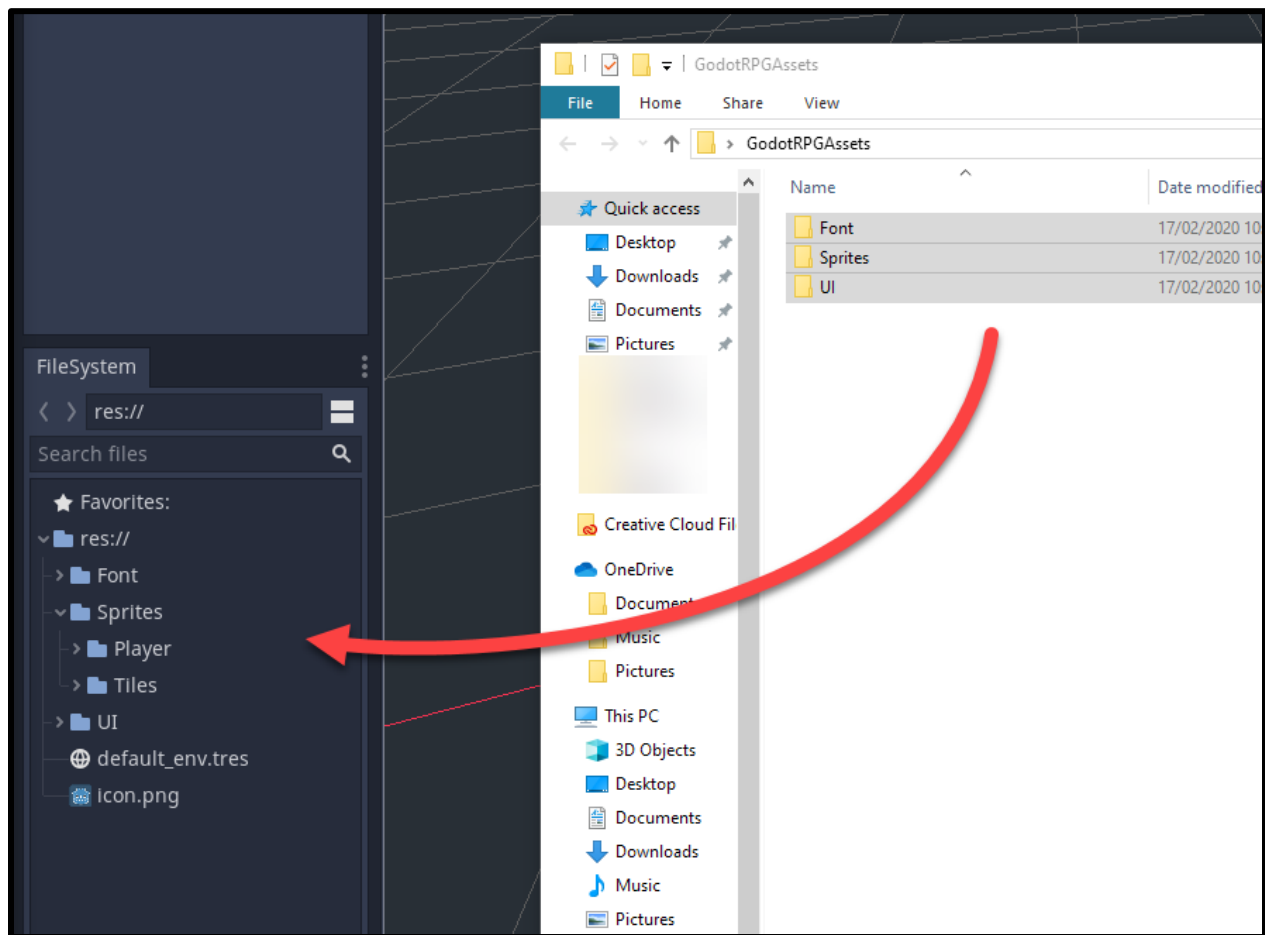 GodotRPGAssets
File Home Share View
GodotRPGAssets
Name Date modified
Quick access
Font 17/02/2020 10
Desktop
Sprites 17/02/2020 10
Downloads
UI 17/02/2020 10
Documents
Pictures
FileSystem
res://
Search files
Favorites:
res://
Font
Sprites
Player
Tiles
UI
default_env.tres
icon.png
Creative Cloud Fil
OneDrive
Document
Music
Pictures
This PC
3D Objects
Desktop
Documents
Downloads
Music
Pictures